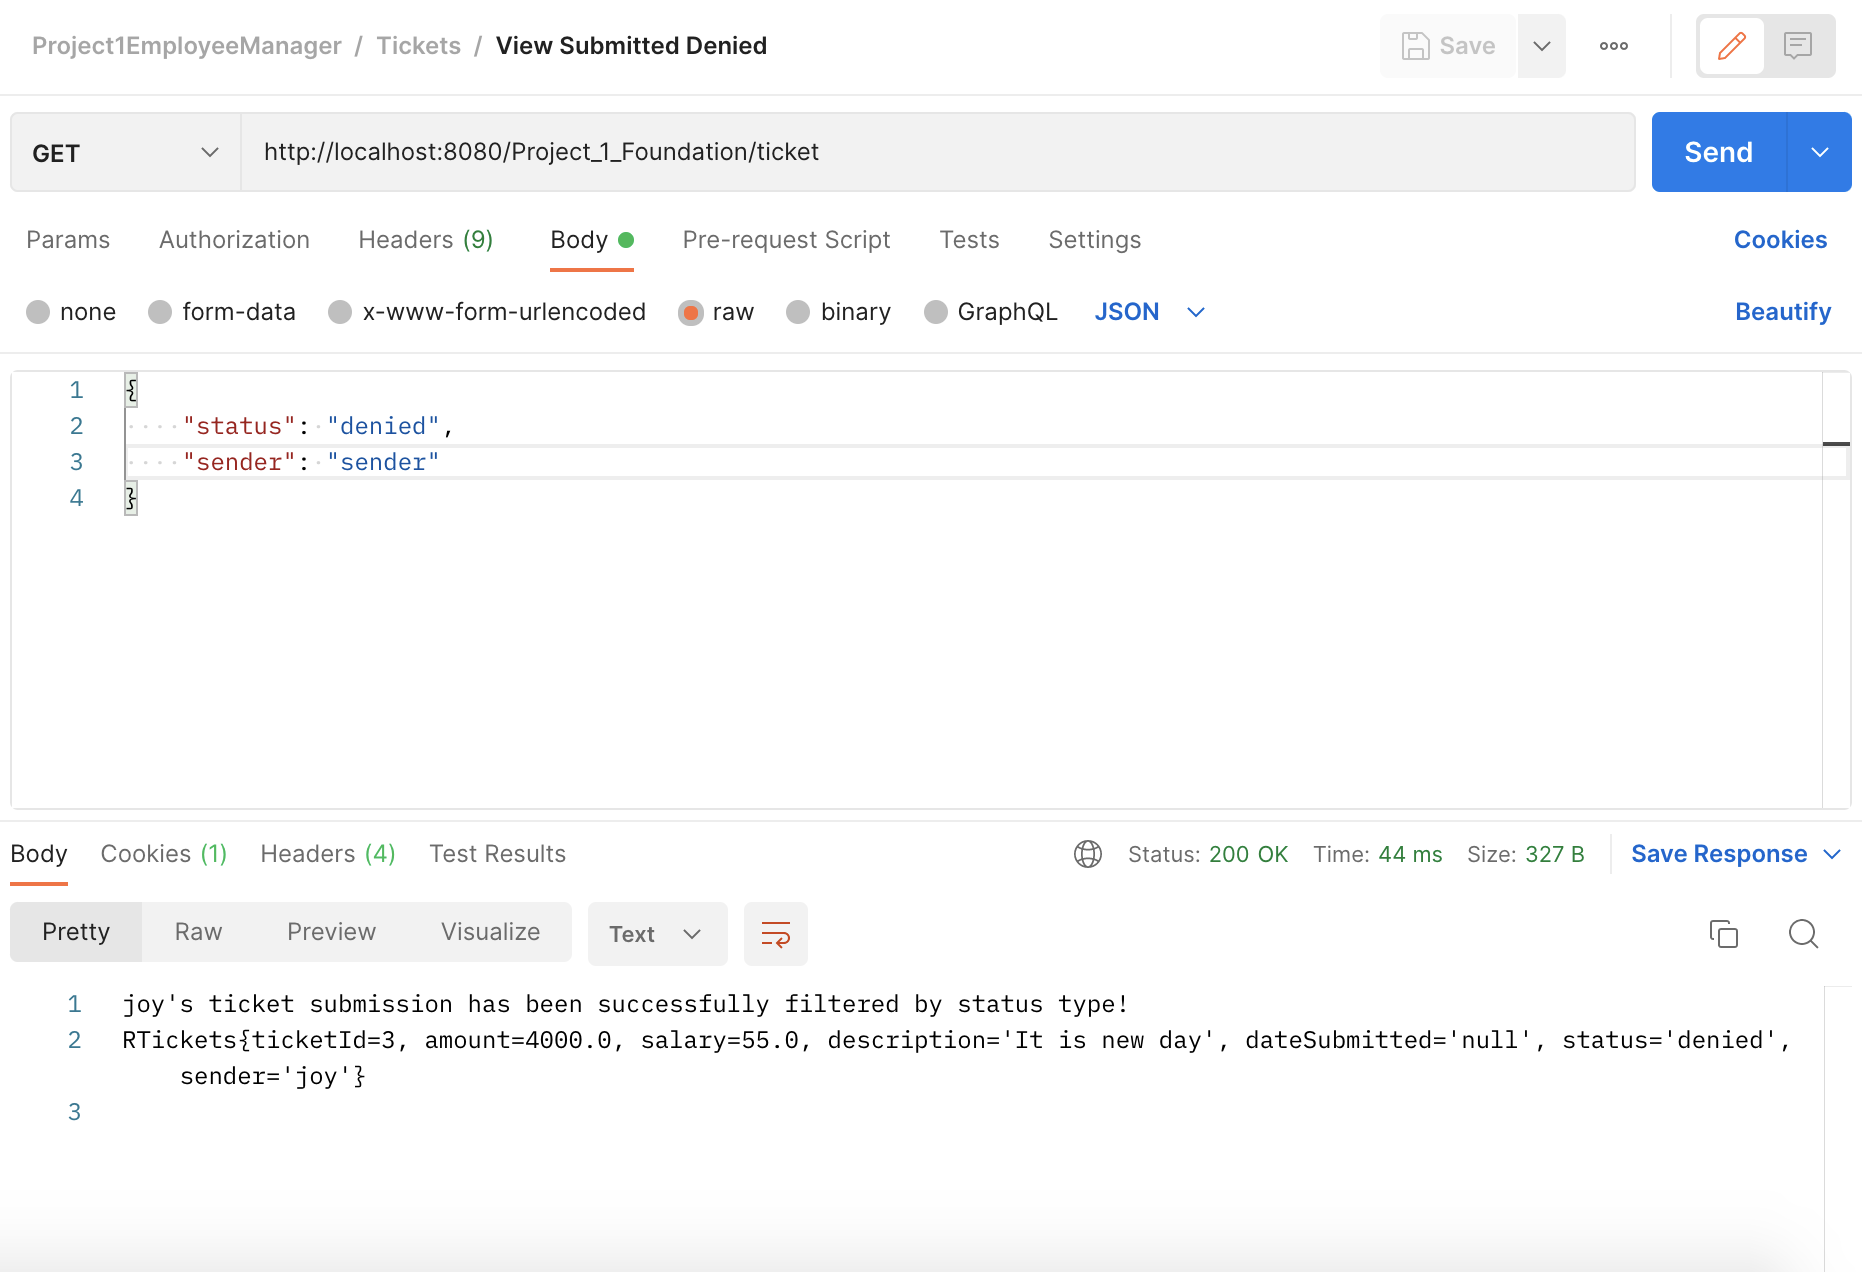 Project1EmployeeManager / Tickets / View Submitted Denied
Save
GET
http://localhost:8080/Project_1_Foundation/ticket
Send
Params Authorization Headers (9) Body Pre-request Script Tests Settings Cookies
none form-data x-www-form-urlencoded raw binary GraphQL JSON Beautify
1 {
2 "status": "denied",
3 "sender": "sender"
4 }
Body Cookies (1) Headers (4) Test Results Status: 200 OK Time: 44 ms Size: 327 B Save Response
Pretty Raw Preview Visualize Text
1 joy's ticket submission has been successfully filtered by status type!
2 RTickets{ticketId=3, amount=4000.0, salary=55.0, description='It is new day', dateSubmitted='null', status='denied',
sender='joy'}
3